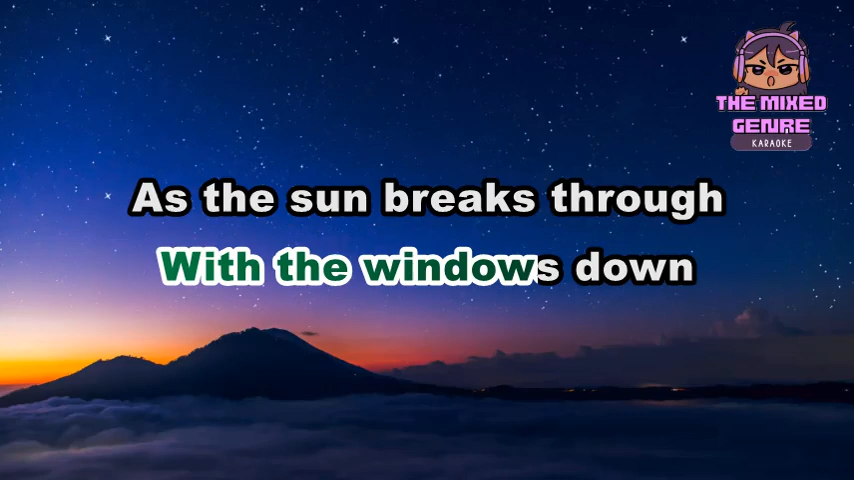 THE MIXED
GENRE
KARAOKE
As the sun breaks through
With the windows down